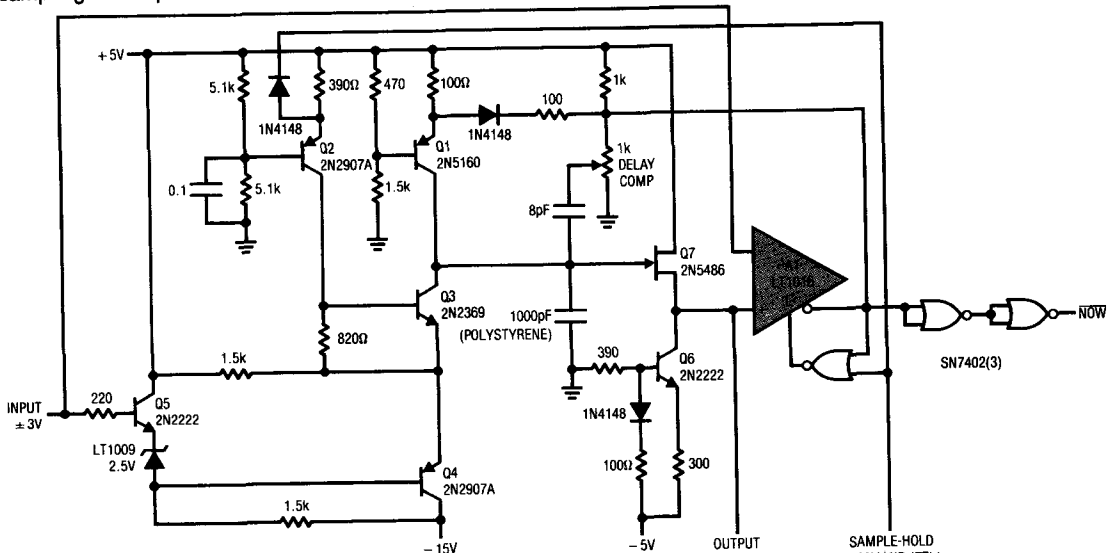 +5V
5.1k
390Ω
470
100Ω
1k
1N4148
1N4148
100
Q2
2N2907A
Q1
2N5160
1k
DELAY
COMP
0.1
5.1k
1.5k
8pF
Q7
2N5486
Q3
2N2369
1000pF
(POLYSTYRENE)
LT1016
NOW
820Ω
390
Q6
2N2222
SN7402(3)
1.5k
INPUT
±3V
220
Q5
2N2222
1N4148
LT1009
2.5V
100Ω
300
Q4
2N2907A
1.5k
–15V
–5V
OUTPUT
SAMPLE-HOLD